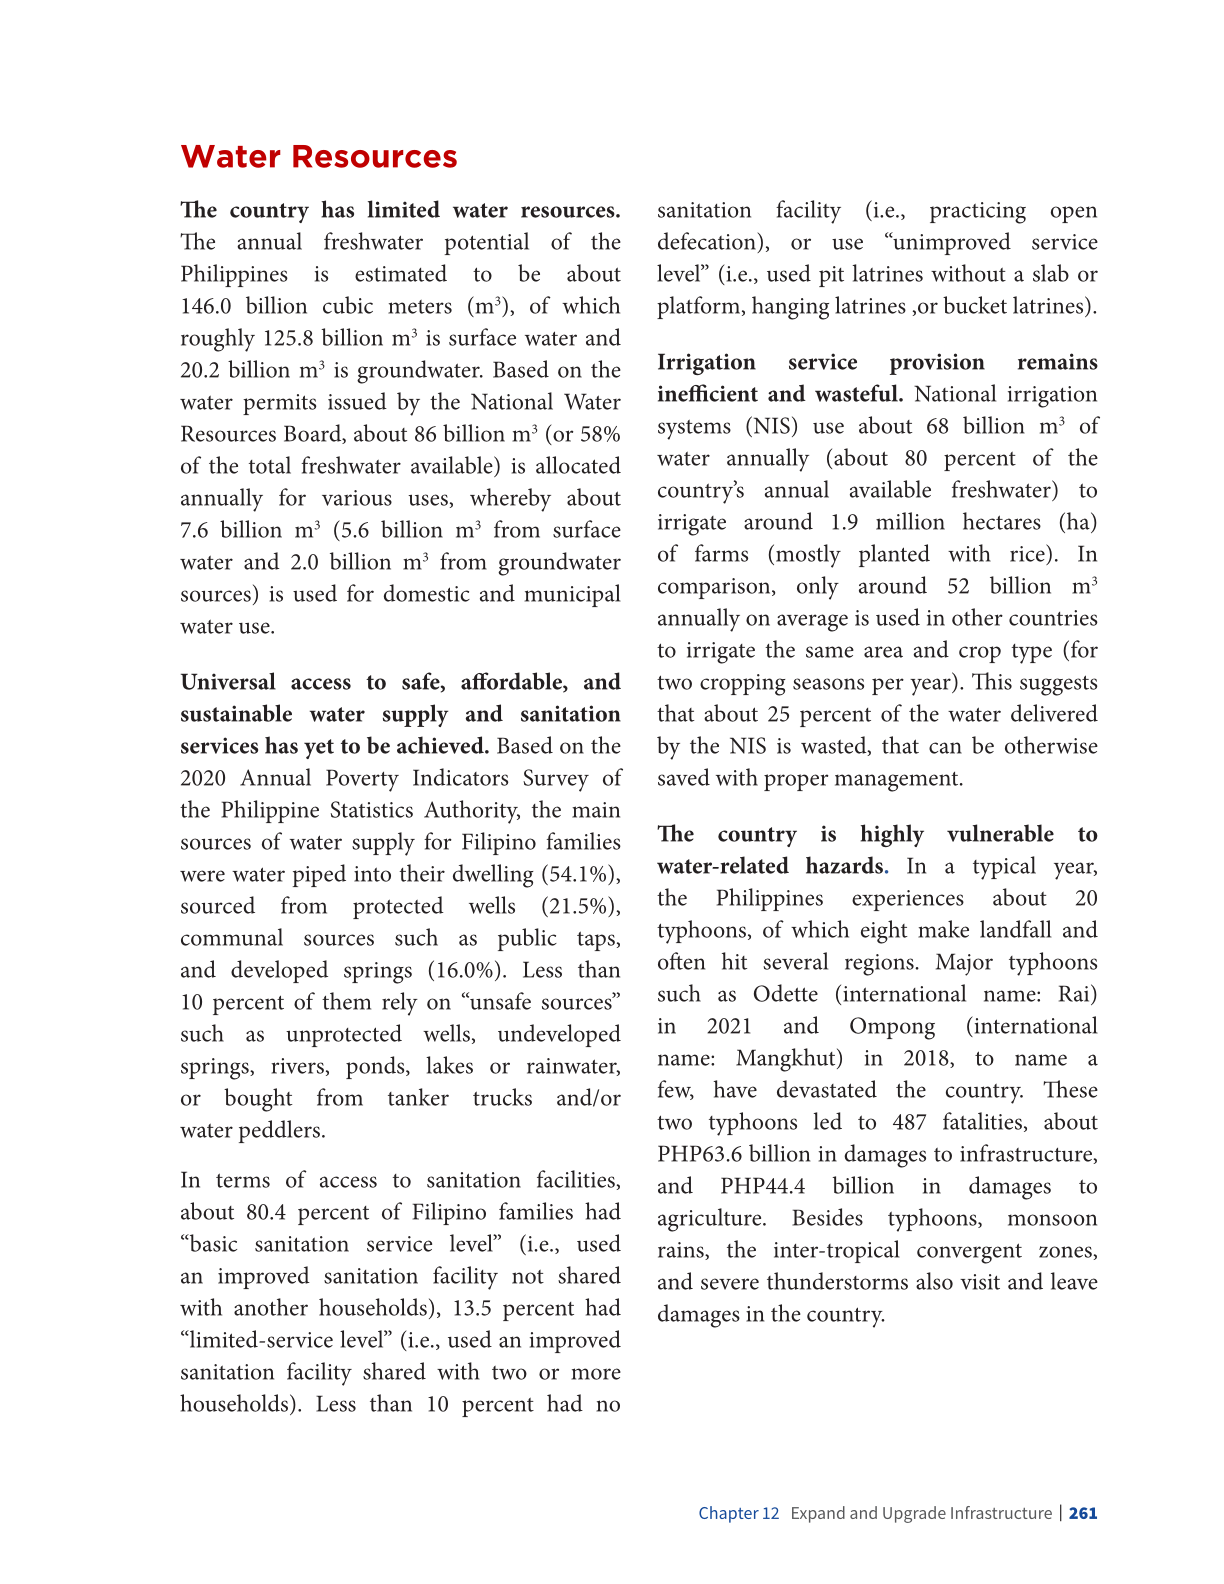 Water Resources
The country has limited water resources.
The annual freshwater potential of the
Philippines is estimated to be about
146.0 billion cubic meters (m³), of which
roughly 125.8 billion m³ is surface water and
20.2 billion m³ is groundwater. Based on the
water permits issued by the National Water
Resources Board, about 86 billion m³ (or 58%
of the total freshwater available) is allocated
annually for various uses, whereby about
7.6 billion m³ (5.6 billion m³ from surface
water and 2.0 billion m³ from groundwater
sources) is used for domestic and municipal
water use.
Universal access to safe, affordable, and
sustainable water supply and sanitation
services has yet to be achieved. Based on the
2020 Annual Poverty Indicators Survey of
the Philippine Statistics Authority, the main
sources of water supply for Filipino families
were water piped into their dwelling (54.1%),
sourced from protected wells (21.5%),
communal sources such as public taps,
and developed springs (16.0%). Less than
10 percent of them rely on “unsafe sources”
such as unprotected wells, undeveloped
springs, rivers, ponds, lakes or rainwater,
or bought from tanker trucks and/or
water peddlers.
In terms of access to sanitation facilities,
about 80.4 percent of Filipino families had
“basic sanitation service level” (i.e., used
an improved sanitation facility not shared
with another households), 13.5 percent had
“limited-service level” (i.e., used an improved
sanitation facility shared with two or more
households). Less than 10 percent had no
sanitation facility (i.e., practicing open
defecation), or use “unimproved service
level” (i.e., used pit latrines without a slab or
platform, hanging latrines ,or bucket latrines).
Irrigation service provision remains
inefficient and wasteful. National irrigation
systems (NIS) use about 68 billion m³ of
water annually (about 80 percent of the
country’s annual available freshwater) to
irrigate around 1.9 million hectares (ha)
of farms (mostly planted with rice). In
comparison, only around 52 billion m³
annually on average is used in other countries
to irrigate the same area and crop type (for
two cropping seasons per year). This suggests
that about 25 percent of the water delivered
by the NIS is wasted, that can be otherwise
saved with proper management.
The country is highly vulnerable to
water-related hazards. In a typical year,
the Philippines experiences about 20
typhoons, of which eight make landfall and
often hit several regions. Major typhoons
such as Odette (international name: Rai)
in 2021 and Ompong (international
name: Mangkhut) in 2018, to name a
few, have devastated the country. These
two typhoons led to 487 fatalities, about
PHP63.6 billion in damages to infrastructure,
and PHP44.4 billion in damages to
agriculture. Besides typhoons, monsoon
rains, the inter-tropical convergent zones,
and severe thunderstorms also visit and leave
damages in the country.
Chapter 12 Expand and Upgrade Infrastructure | 261